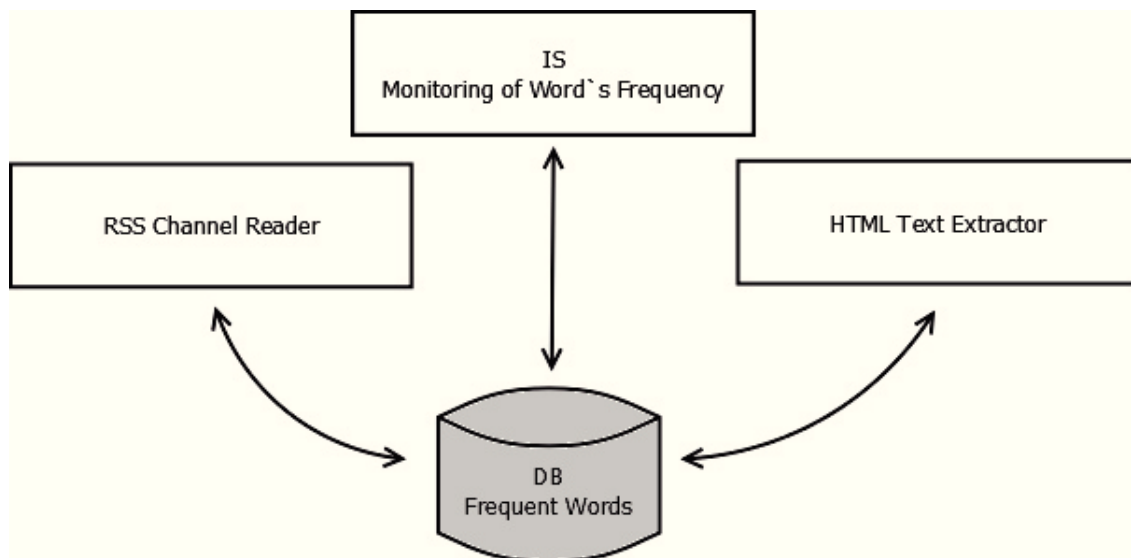 IS
Monitoring of Word`s Frequency
RSS Channel Reader
HTML Text Extractor
DB
Frequent Words